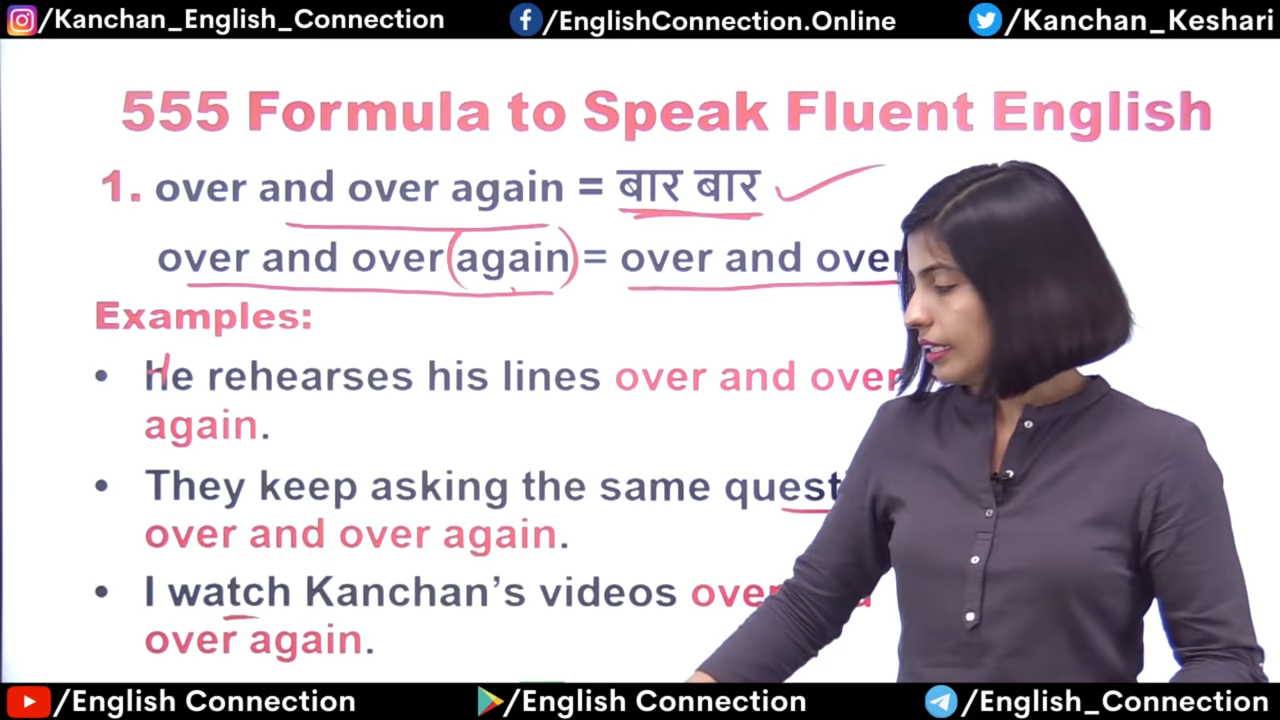 /Kanchan_English_Connection /EnglishConnection.Online /Kanchan_Keshari
555 Formula to Speak Fluent English
1. over and over again = बार बार
over and over (again) = over and over
Examples:
• He rehearses his lines over and over
again.
• They keep asking the same
over and over again.
• I watch Kanchan’s videos over
over again.
/English Connection /English Connection /English_Connection